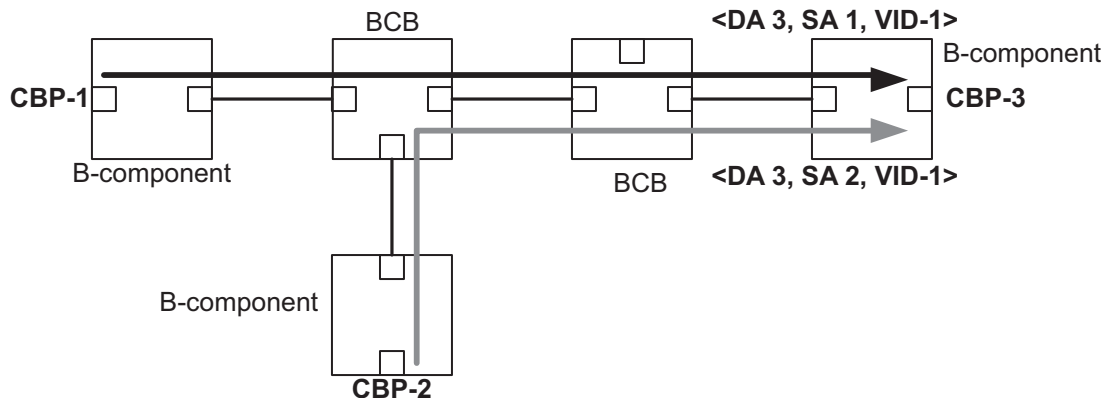 BCB
<DA 3, SA 1, VID-1>
B-component
CBP-1
CBP-3
B-component
BCB
<DA 3, SA 2, VID-1>
B-component
CBP-2